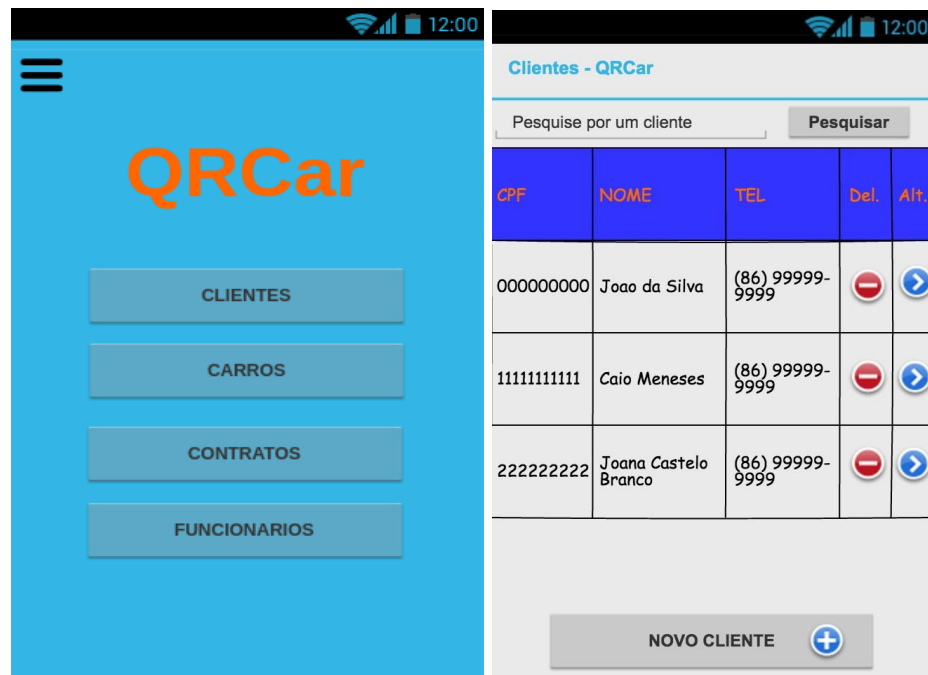 12:00
QRCar
CLIENTES
CARROS
CONTRATOS
FUNCIONARIOS
12:00
Clientes - QRCar
Pesquise por um cliente Pesquisar
CPF NOME TEL Del. Alt.
000000000 Joao da Silva (86) 99999-
9999
11111111111 Caio Meneses (86) 99999-
9999
222222222 Joana Castelo
Branco (86) 99999-
9999
NOVO CLIENTE